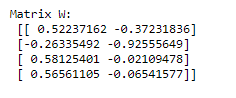 Matrix W:
[[ 0.52237162 -0.37231836]
[-0.26335492 -0.92555649]
[ 0.58125401 -0.02109478]
[ 0.56561105 -0.06541577]]